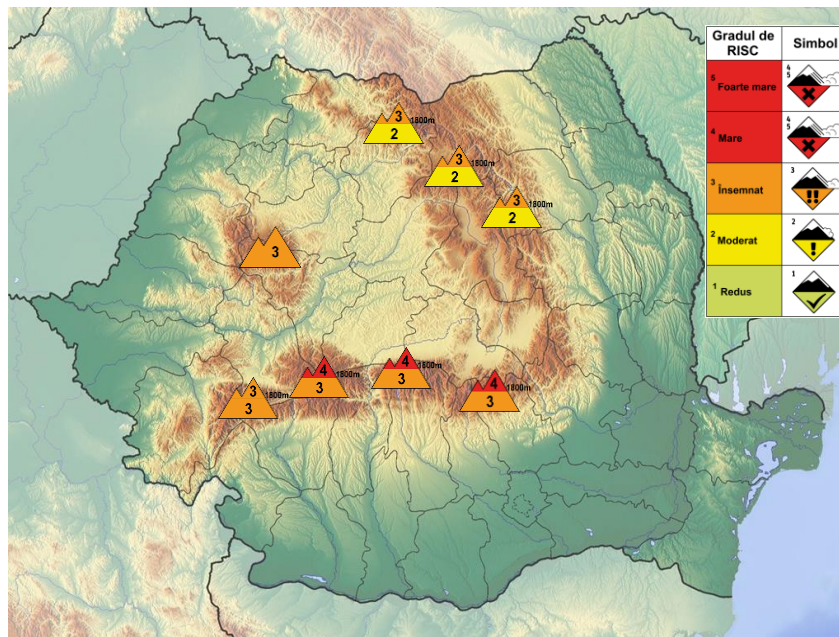 Gradul de
RISC
Simbol
5 Foarte mare
4
5
4 Mare
4
5
3 Însemnat
3
2 Moderat
2
1 Redus
1
3
1800m
2
3
1800m
2
3
1800m
2
3
4
1800m
3
4
1800m
3
3
1800m
3
4
1800m
3